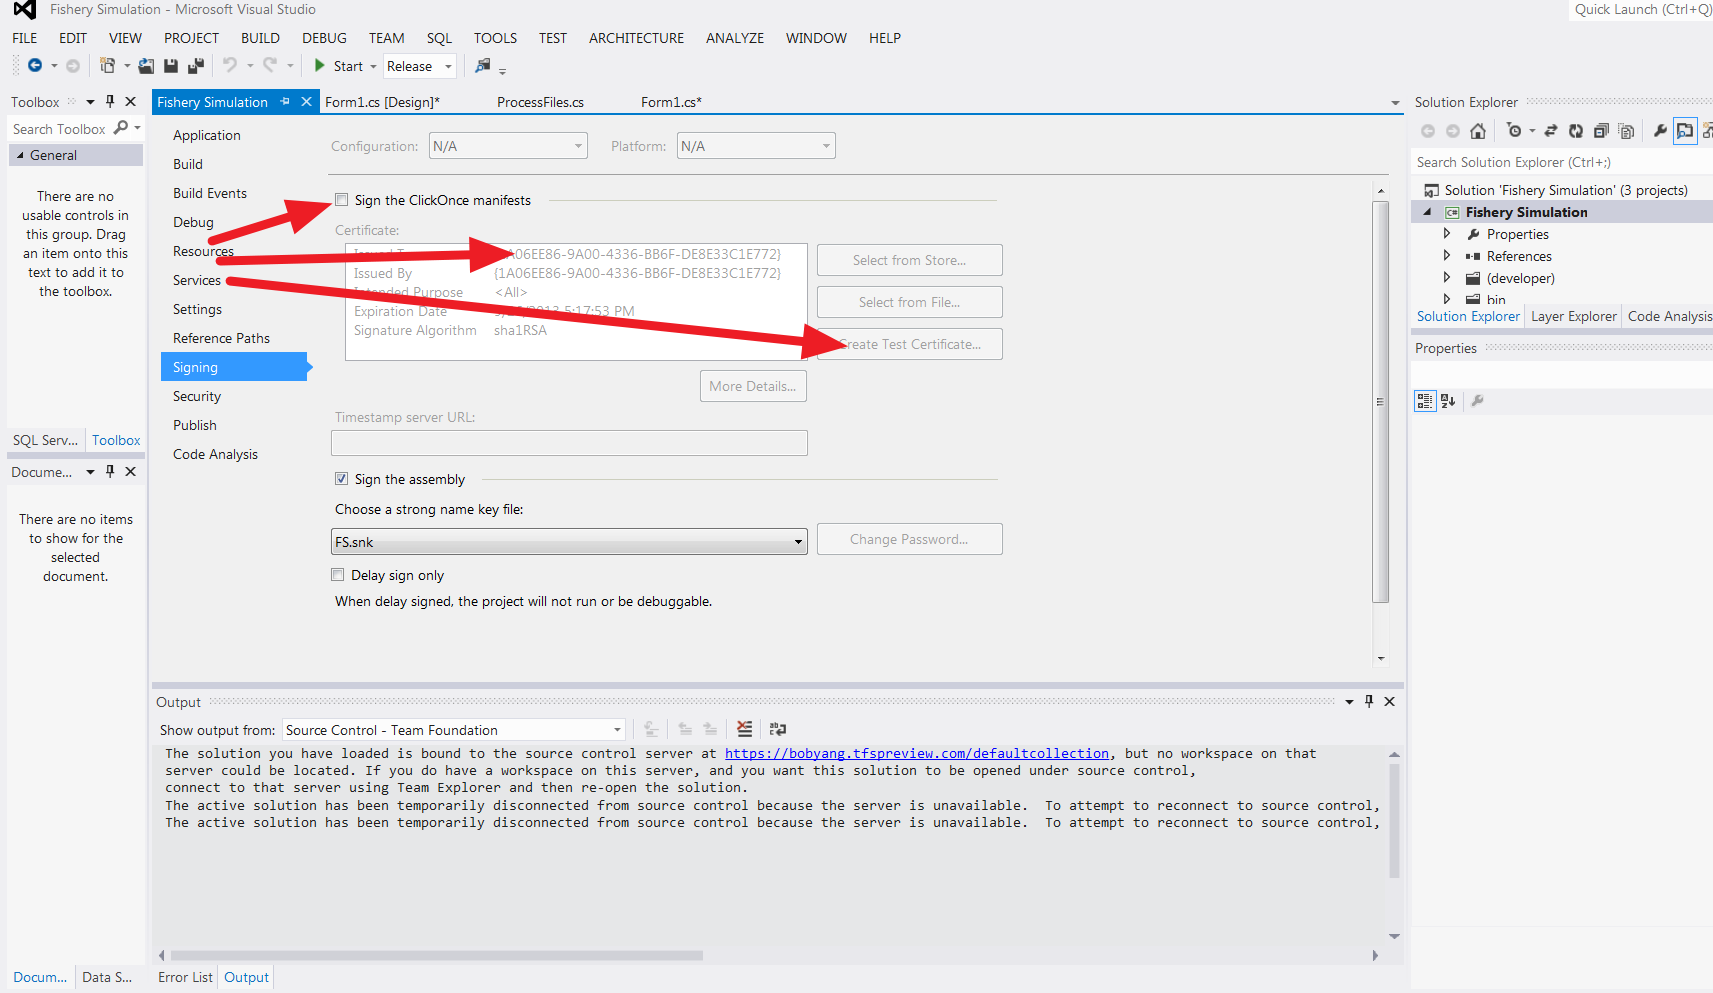 Fishery Simulation - Microsoft Visual Studio
Quick Launch (Ctrl+Q)
FILE EDIT VIEW PROJECT BUILD DEBUG TEAM SQL TOOLS TEST ARCHITECTURE ANALYZE WINDOW HELP
Start Release
Toolbox
Search Toolbox
General
There are no
usable controls in
this group. Drag
an item onto this
text to add it to
the toolbox.
SQL Serv... Toolbox
Docume...
There are no items
to show for the
selected
document.
Docum... Data S...
Fishery Simulation Form1.cs [Design]* ProcessFiles.cs Form1.cs*
Application
Build
Build Events
Debug
Resources
Services
Settings
Reference Paths
Signing
Security
Publish
Code Analysis
Configuration: N/A Platform: N/A
Sign the ClickOnce manifests
Certificate:
Issued 1A06EE86-9A00-4336-BB6F-DE8E33C1E772}
Issued By {1A06EE86-9A00-4336-BB6F-DE8E33C1E772}
Intended Purpose <All>
Expiration Date 5:17:53 PM
Signature Algorithm sha1RSA
Select from Store...
Select from File...
Create Test Certificate...
More Details...
Timestamp server URL:
Sign the assembly
Choose a strong name key file:
FS.snk Change Password...
Delay sign only
When delay signed, the project will not run or be debuggable.
Output
Show output from: Source Control - Team Foundation
The solution you have loaded is bound to the source control server at https://bobyang.tfspreview.com/defaultcollection, but no workspace on that
server could be located. If you do have a workspace on this server, and you want this solution to be opened under source control,
connect to that server using Team Explorer and then re-open the solution.
The active solution has been temporarily disconnected from source control because the server is unavailable.  To attempt to reconnect to source control,
The active solution has been temporarily disconnected from source control because the server is unavailable.  To attempt to reconnect to source control,
Error List Output
Solution Explorer
Search Solution Explorer (Ctrl+;)
Solution 'Fishery Simulation' (3 projects)
C# Fishery Simulation
Properties
References
(developer)
bin
Solution Explorer Layer Explorer Code Analysis
Properties